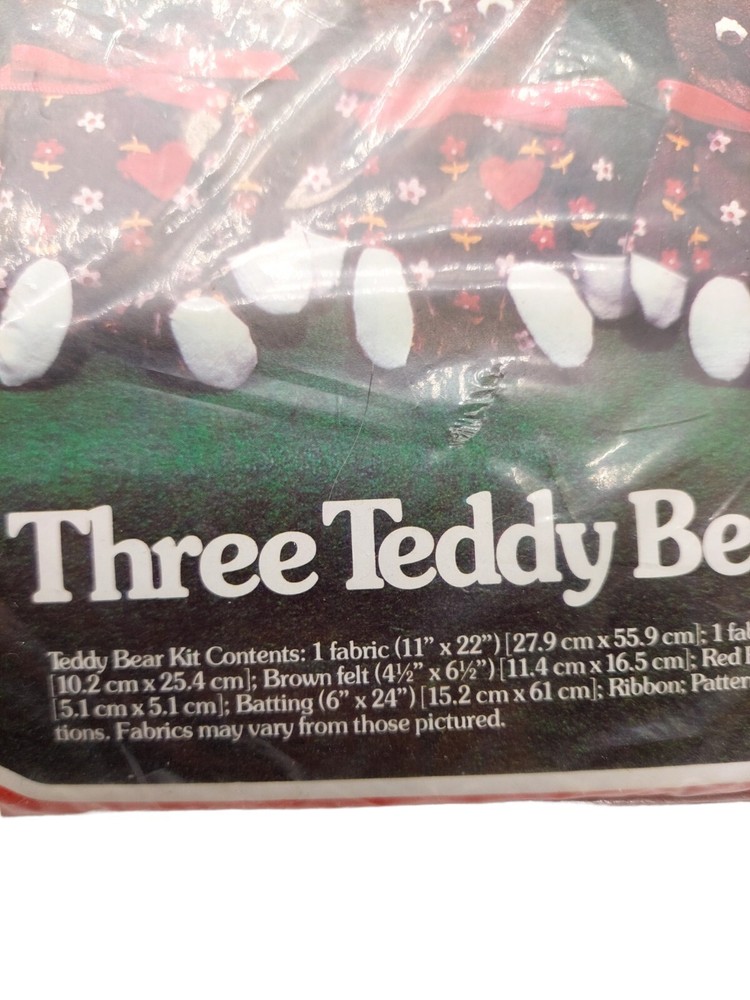 Three Teddy Be
Teddy Bear Kit Contents: 1 fabric (11” x 22”) [27.9 cm x 55.9 cm]; 1 fab
[10.2 cm x 25.4 cm]; Brown felt (4½” x 6½”) [11.4 cm x 16.5 cm]; Red
[5.1 cm x 5.1 cm]; Batting (6” x 24”) [15.2 cm x 61 cm]; Ribbon; Patter
tions. Fabrics may vary from those pictured.